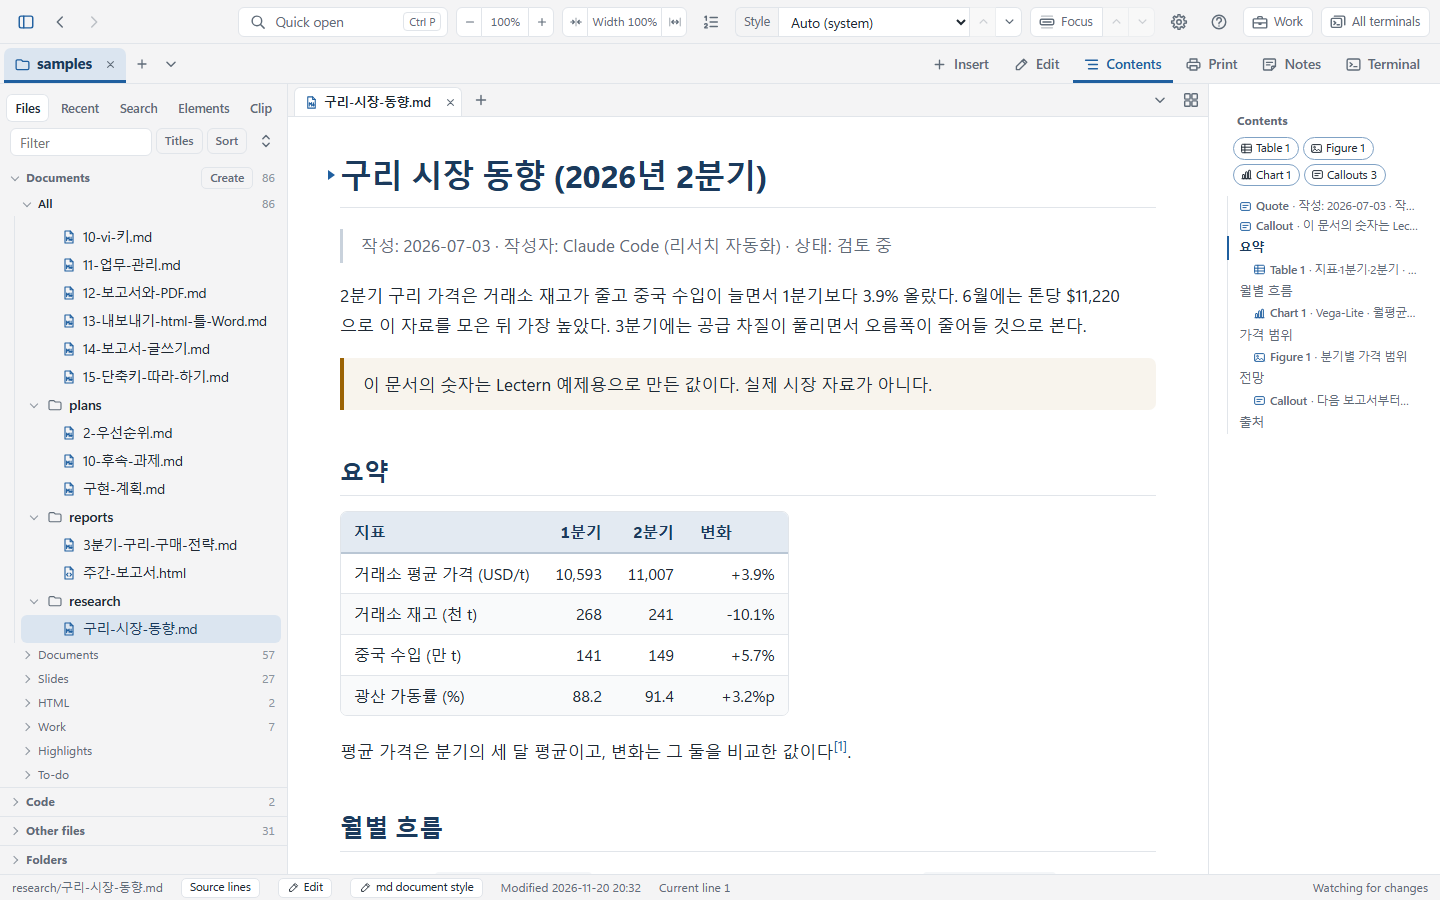 Quick open
Ctrl P
100%
Width 100%
Style
Auto (system)
Focus
Work
All terminals
samples
Insert
Edit
Contents
Print
Notes
Terminal
Files
Recent
Search
Elements
Clip
Filter
Titles
Sort
Documents
Create
86
All
86
10-vi-키.md
11-업무-관리.md
12-보고서와-PDF.md
13-내보내기-html-틀-Word.md
14-보고서-글쓰기.md
15-단축키-따라-하기.md
plans
2-우선순위.md
10-후속-과제.md
구현-계획.md
reports
3분기-구리-구매-전략.md
주간-보고서.html
research
구리-시장-동향.md
Documents 57
Slides 27
HTML 2
Work 7
Highlights
To-do
Code 2
Other files 31
Folders
구리-시장-동향.md
구리 시장 동향 (2026년 2분기)
작성: 2026-07-03 · 작성자: Claude Code (리서치 자동화) · 상태: 검토 중
2분기 구리 가격은 거래소 재고가 줄고 중국 수입이 늘면서 1분기보다 3.9% 올랐다. 6월에는 톤당 $11,220
으로 이 자료를 모은 뒤 가장 높았다. 3분기에는 공급 차질이 풀리면서 오름폭이 줄어들 것으로 본다.
이 문서의 숫자는 Lectern 예제용으로 만든 값이다. 실제 시장 자료가 아니다.
요약
지표 1분기 2분기 변화
거래소 평균 가격 (USD/t) 10,593 11,007 +3.9%
거래소 재고 (천 t) 268 241 -10.1%
중국 수입 (만 t) 141 149 +5.7%
광산 가동률 (%) 88.2 91.4 +3.2%p
평균 가격은 분기의 세 달 평균이고, 변화는 그 둘을 비교한 값이다[1].
월별 흐름
Contents
Table 1
Figure 1
Chart 1
Callouts 3
Quote · 작성: 2026-07-03 · 작...
Callout · 이 문서의 숫자는 Lec...
요약
Table 1 · 지표·1분기·2분기 · ...
월별 흐름
Chart 1 · Vega-Lite · 월평균...
가격 범위
Figure 1 · 분기별 가격 범위
전망
Callout · 다음 보고서부터...
출처
research/구리-시장-동향.md
Source lines
Edit
md document style
Modified 2026-11-20 20:32
Current line 1
Watching for changes